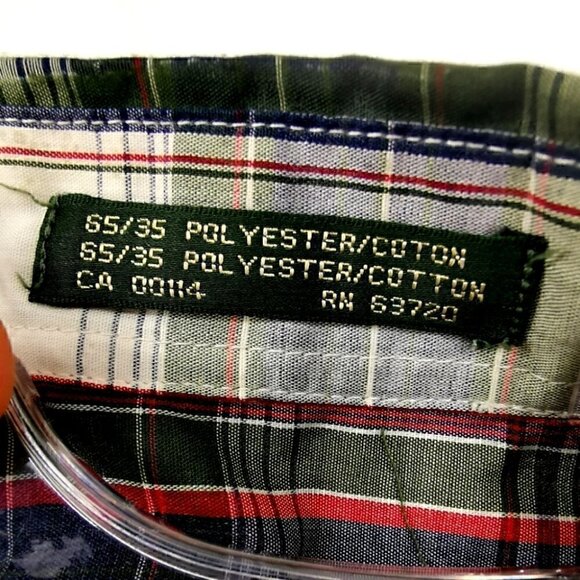 65/35 POLYESTER/COTON
65/35 POLYESTER/COTTON
CA 00114 RN 63720